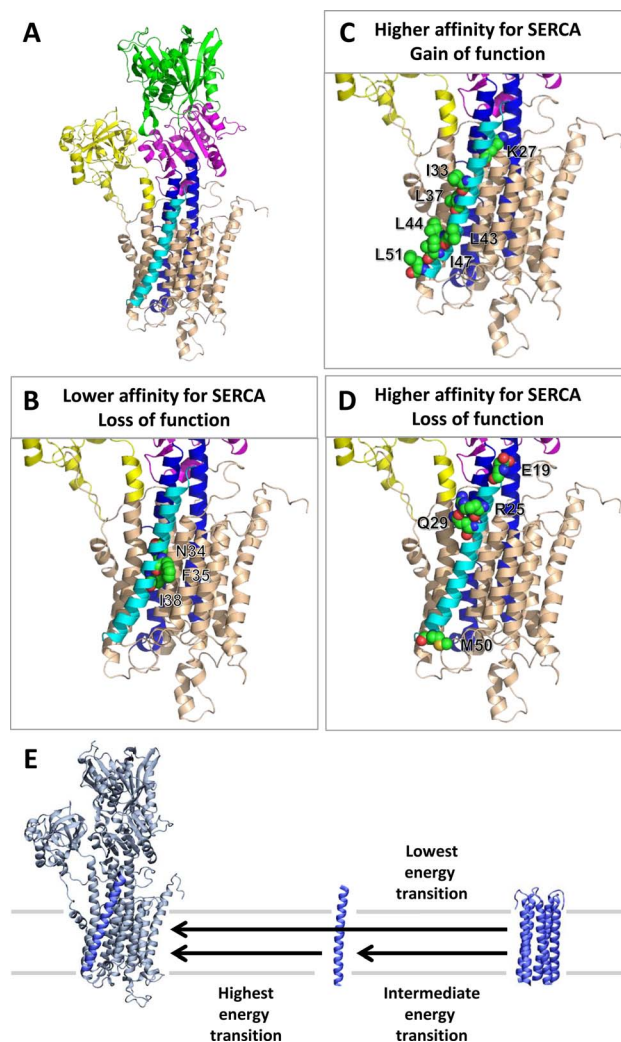 A
C
Higher affinity for SERCA
Gain of function
K27
I33
L37
L44
L43
L51
I47
B
Lower affinity for SERCA
Loss of function
N34
F35
I38
D
Higher affinity for SERCA
Loss of function
E19
R25
Q29
M50
E
Lowest
energy
transition
Highest
energy
transition
Intermediate
energy
transition